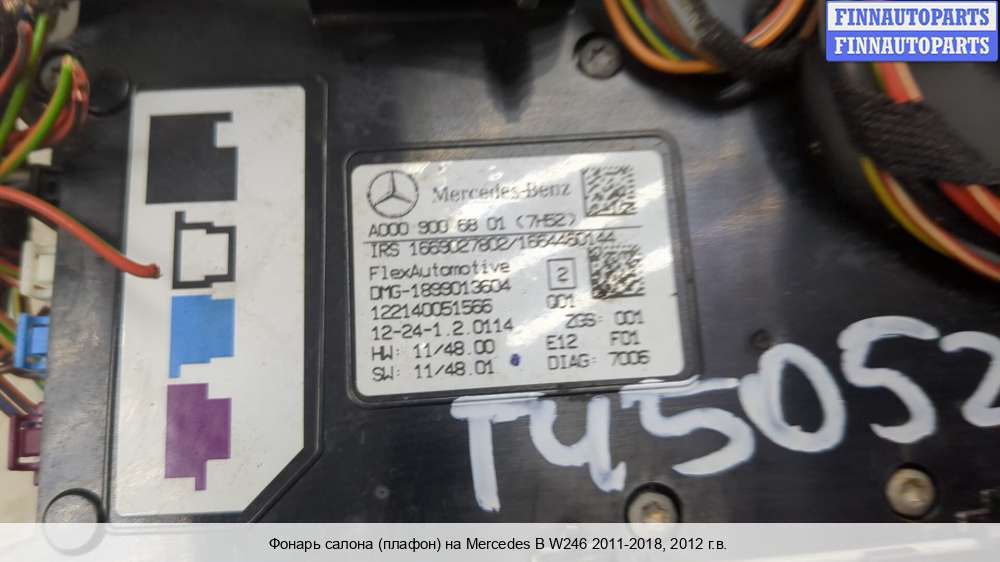 FINNAUTOPARTS
FINNAUTOPARTS
Mercedes-Benz
A000 900 68 01 (7H52)
IRS 1669027802/1664460144
FlexAutomotive
2
DMG-1899013604
122140051566
001
12-24-1.2.0114
ZGS: 001
HW: 11/48.00
E12 F01
SW: 11/48.01
DIAG: 7006
T45052
Фонарь салона (плафон) на Mercedes B W246 2011-2018, 2012 г.в.